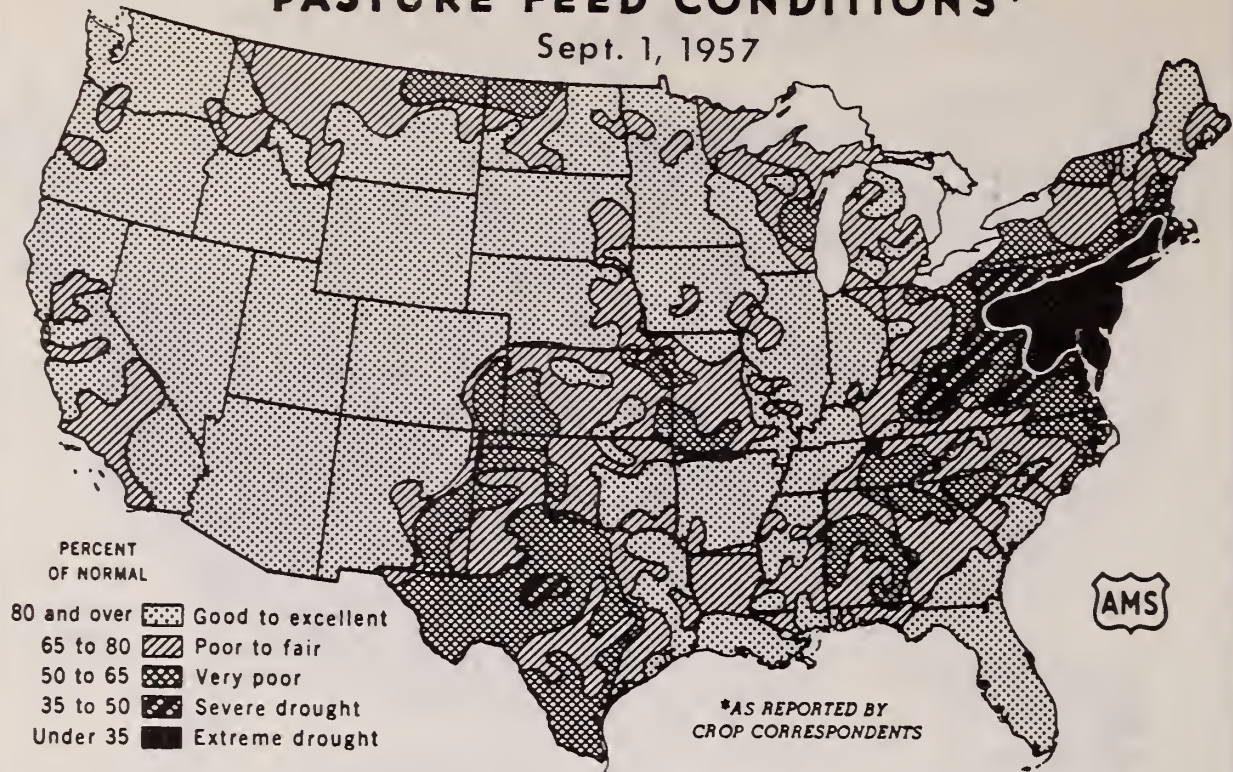 PASTURE FEED CONDITIONS*
Sept. 1, 1957
PERCENT
OF NORMAL
80 and over Good to excellent
65 to 80 Poor to fair
50 to 65 Very poor
35 to 50 Severe drought
Under 35 Extreme drought
*AS REPORTED BY
CROP CORRESPONDENTS
AMS